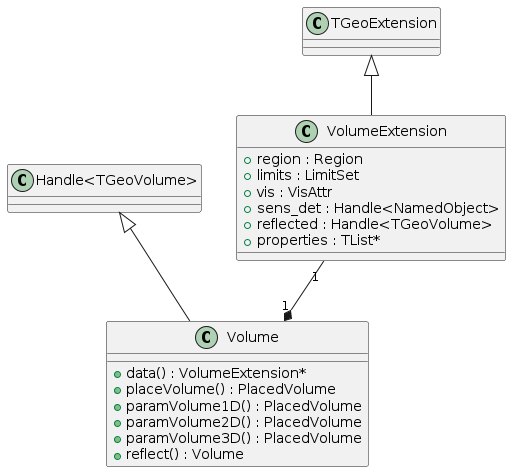 C TGeoExtension
C VolumeExtension
region : Region
limits : LimitSet
vis : VisAttr
sens_det : Handle<NamedObject>
reflected : Handle<TGeoVolume>
properties : TList*
C Handle<TGeoVolume>
1
1
C Volume
data() : VolumeExtension*
placeVolume() : PlacedVolume
paramVolume1D() : PlacedVolume
paramVolume2D() : PlacedVolume
paramVolume3D() : PlacedVolume
reflect() : Volume